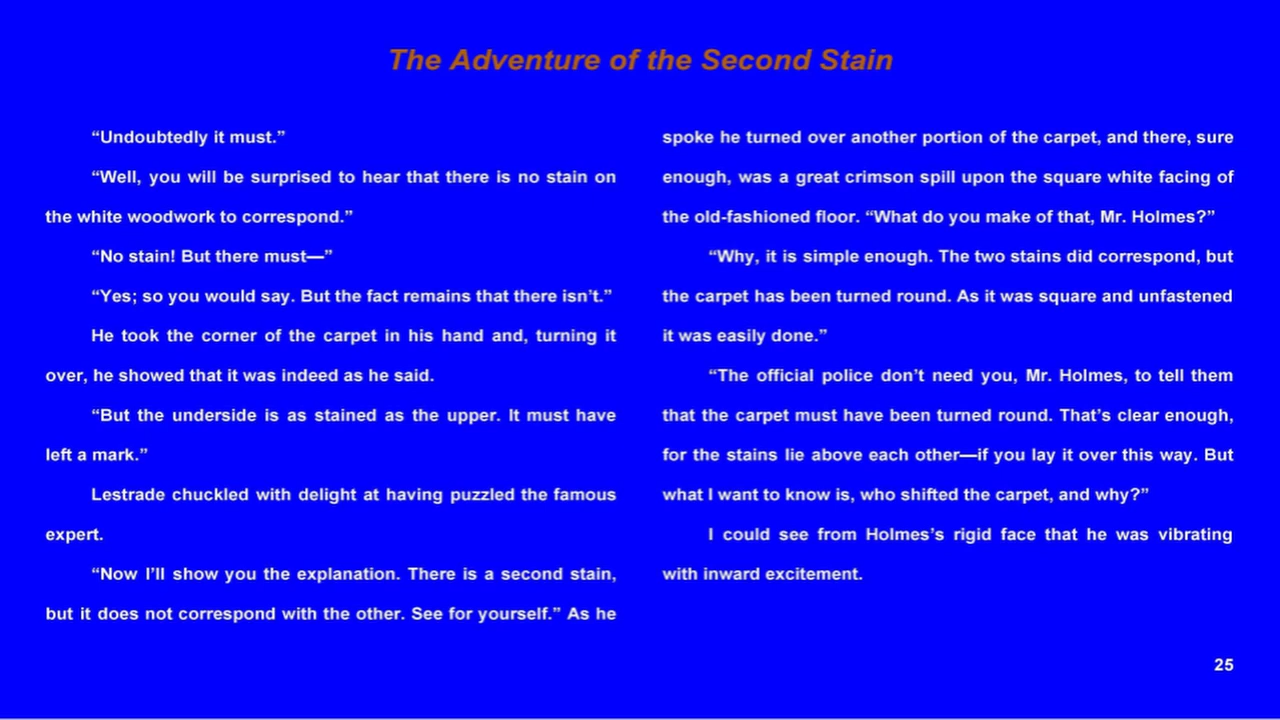 The Adventure of the Second Stain
“Undoubtedly it must.”
“Well, you will be surprised to hear that there is no stain on
the white woodwork to correspond.”
“No stain! But there must—”
“Yes; so you would say. But the fact remains that there isn’t.”
He took the corner of the carpet in his hand and, turning it
over, he showed that it was indeed as he said.
“But the underside is as stained as the upper. It must have
left a mark.”
Lestrade chuckled with delight at having puzzled the famous
expert.
“Now I’ll show you the explanation. There is a second stain,
but it does not correspond with the other. See for yourself.” As he
spoke he turned over another portion of the carpet, and there, sure
enough, was a great crimson spill upon the square white facing of
the old-fashioned floor. “What do you make of that, Mr. Holmes?”
“Why, it is simple enough. The two stains did correspond, but
the carpet has been turned round. As it was square and unfastened
it was easily done.”
“The official police don’t need you, Mr. Holmes, to tell them
that the carpet must have been turned round. That’s clear enough,
for the stains lie above each other—if you lay it over this way. But
what I want to know is, who shifted the carpet, and why?”
I could see from Holmes’s rigid face that he was vibrating
with inward excitement.
25